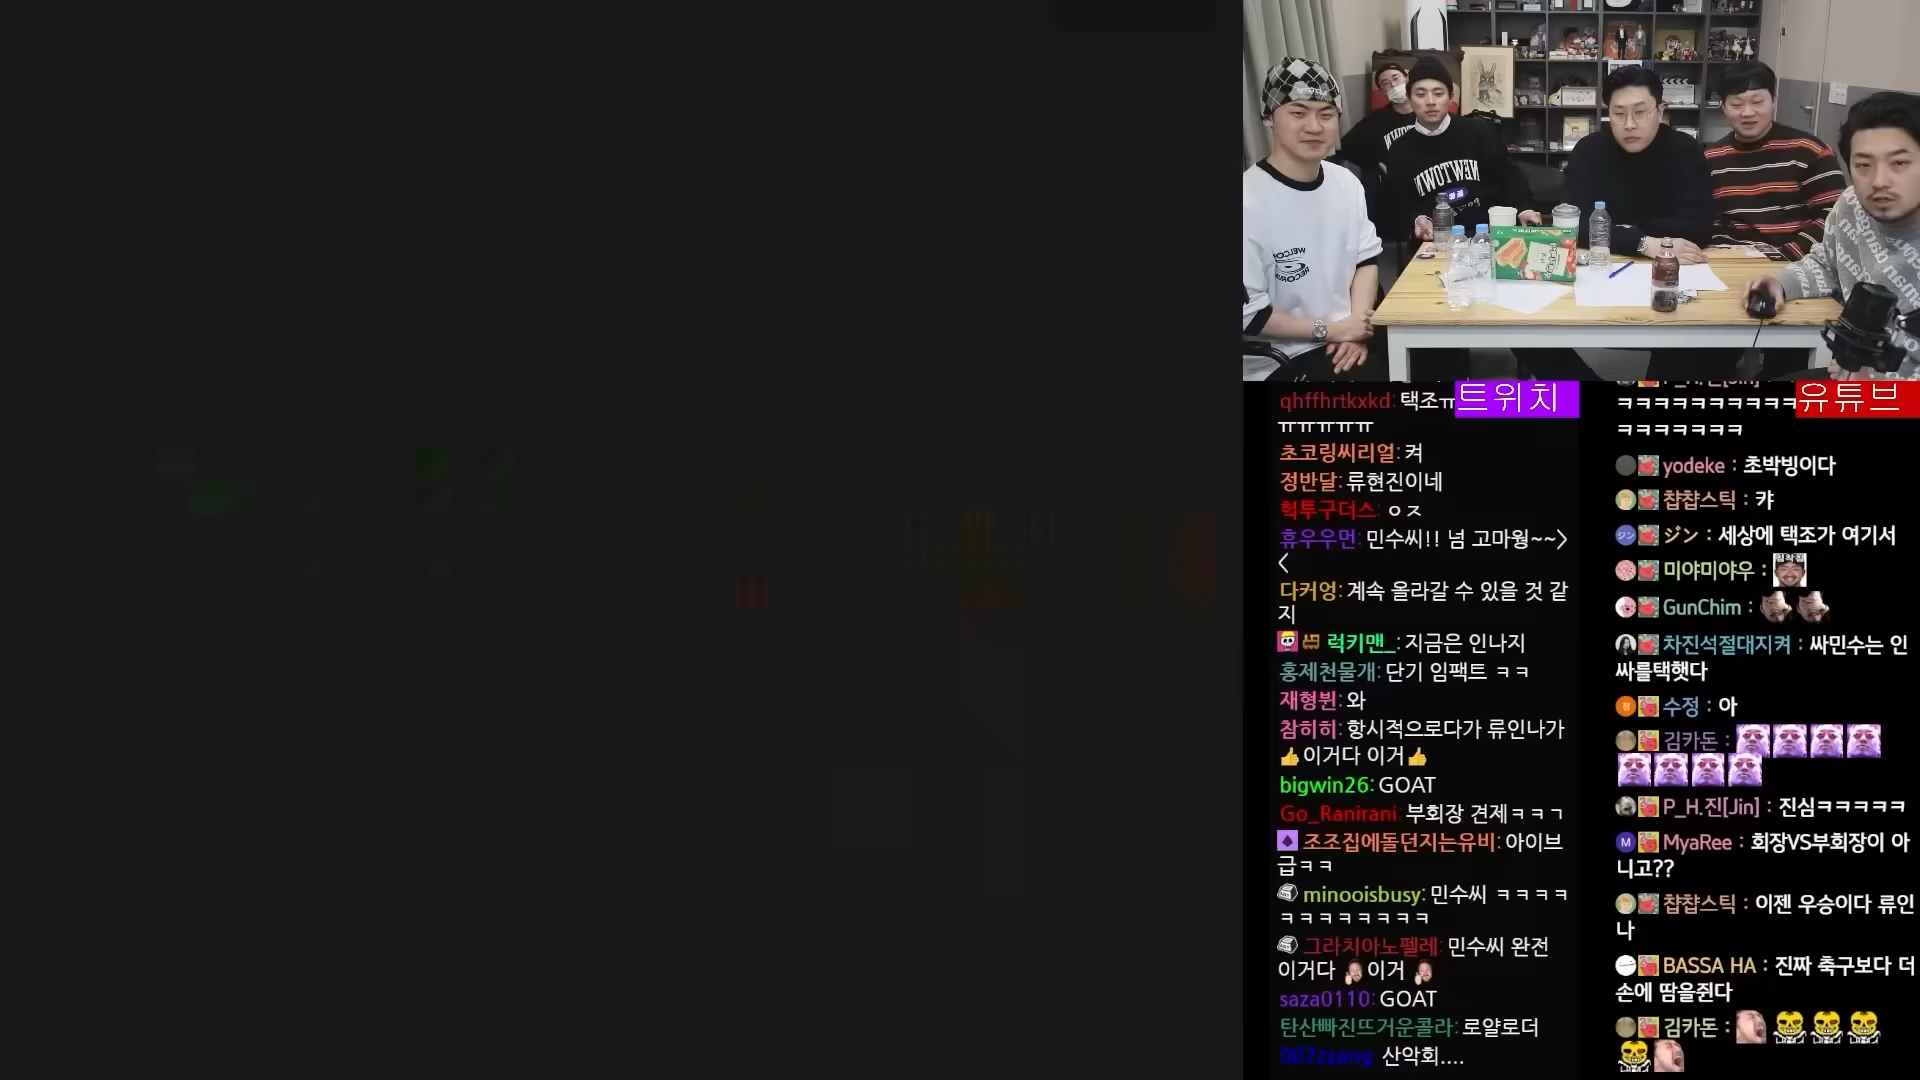 NEWTOWN
WELCOME
RECORDS
트위치
qhffhrtkxkd: 택조ㅠ
ㅠㅠㅠㅠㅠㅠ
초코링씨리얼: 켜
정반달: 류현진이네
혁투구더스: ㅇㅈ
휴우우먼: 민수씨!! 넘 고마웡~~>
<
다커엉: 계속 올라갈 수 있을 것 같
지
럭키맨_: 지금은 인나지
홍제천물개: 단기 임팩트 ㅋㅋ
재형뷘: 와
참히히: 항시적으로다가 류인나가
👍이거다 이거👍
bigwin26: GOAT
Go_Ranirani: 부회장 견제ㅋㅋㄱ
조조집에돌던지는유비: 아이브
급ㅋㅋ
minooisbusy: 민수씨 ㅋㅋㅋㅋ
ㅋㅋㅋㅋㅋㅋㅋㅋ
그라치아노펠레: 민수씨 완전
이거다 이거
saza0110: GOAT
탄산빠진뜨거운콜라: 로얄로더
007zzang: 산악회....
유튜브
ㅋㅋㅋㅋㅋㅋㅋㅋㅋㅋ
ㅋㅋㅋㅋㅋㅋㅋ
yodeke : 초박빙이다
챱챱스틱 : 캬
ジン : 세상에 택조가 여기서
미야미야우 :
GunChim :
차진석절대지켜 : 싸민수는 인
싸를택했다
수정 : 아
김카돈 :
P_H.진[Jin] : 진심ㅋㅋㅋㅋㅋ
MyaRee : 회장VS부회장이 아
니고??
챱챱스틱 : 이젠 우승이다 류인
나
BASSA HA : 진짜 축구보다 더
손에 땀을쥔다
김카돈 :